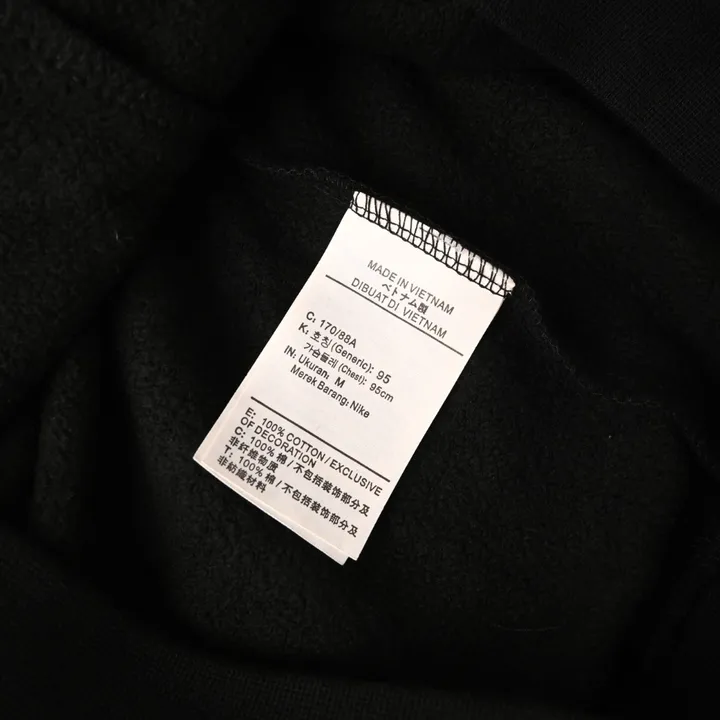 MADE IN VIETNAM
ベトナム製
DIBUAT DI VIETNAM
C: 170/88A
K: 호칭(Generic): 95
가슴둘레 (Chest): 95cm
IN: Ukuran: M
Merek Barang: Nike
E: 100% COTTON / EXCLUSIVE
OF DECORATION
C: 100% 棉 / 不包括装饰部分及
非纤维物质
T: 100% 棉 / 不包括装饰部分及
非紡織材料